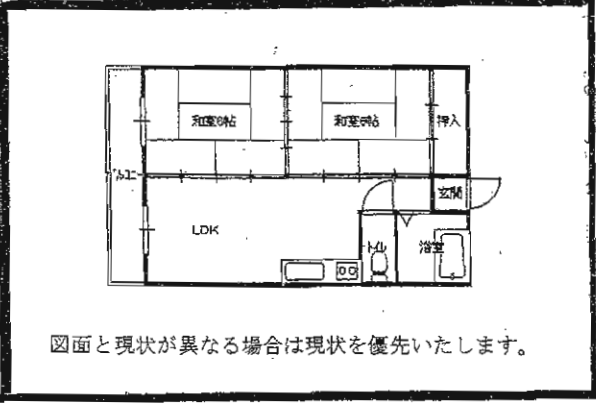 和室6帖
和室6帖
押入
バルコニー
玄関
LDK
トイレ
浴室
図面と現状が異なる場合は現状を優先いたします。